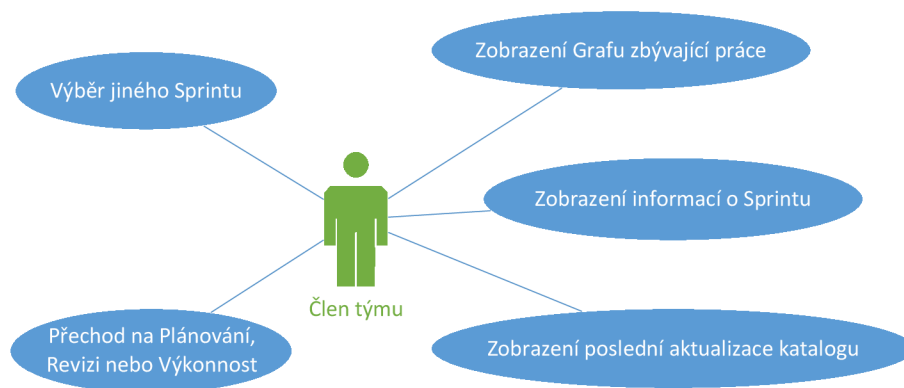 Zobrazení Grafu zbývající práce
Výběr jiného Sprintu
Zobrazení informací o Sprintu
Člen týmu
Přechod na Plánování,
Revizi nebo Výkonnost
Zobrazení poslední aktualizace katalogu